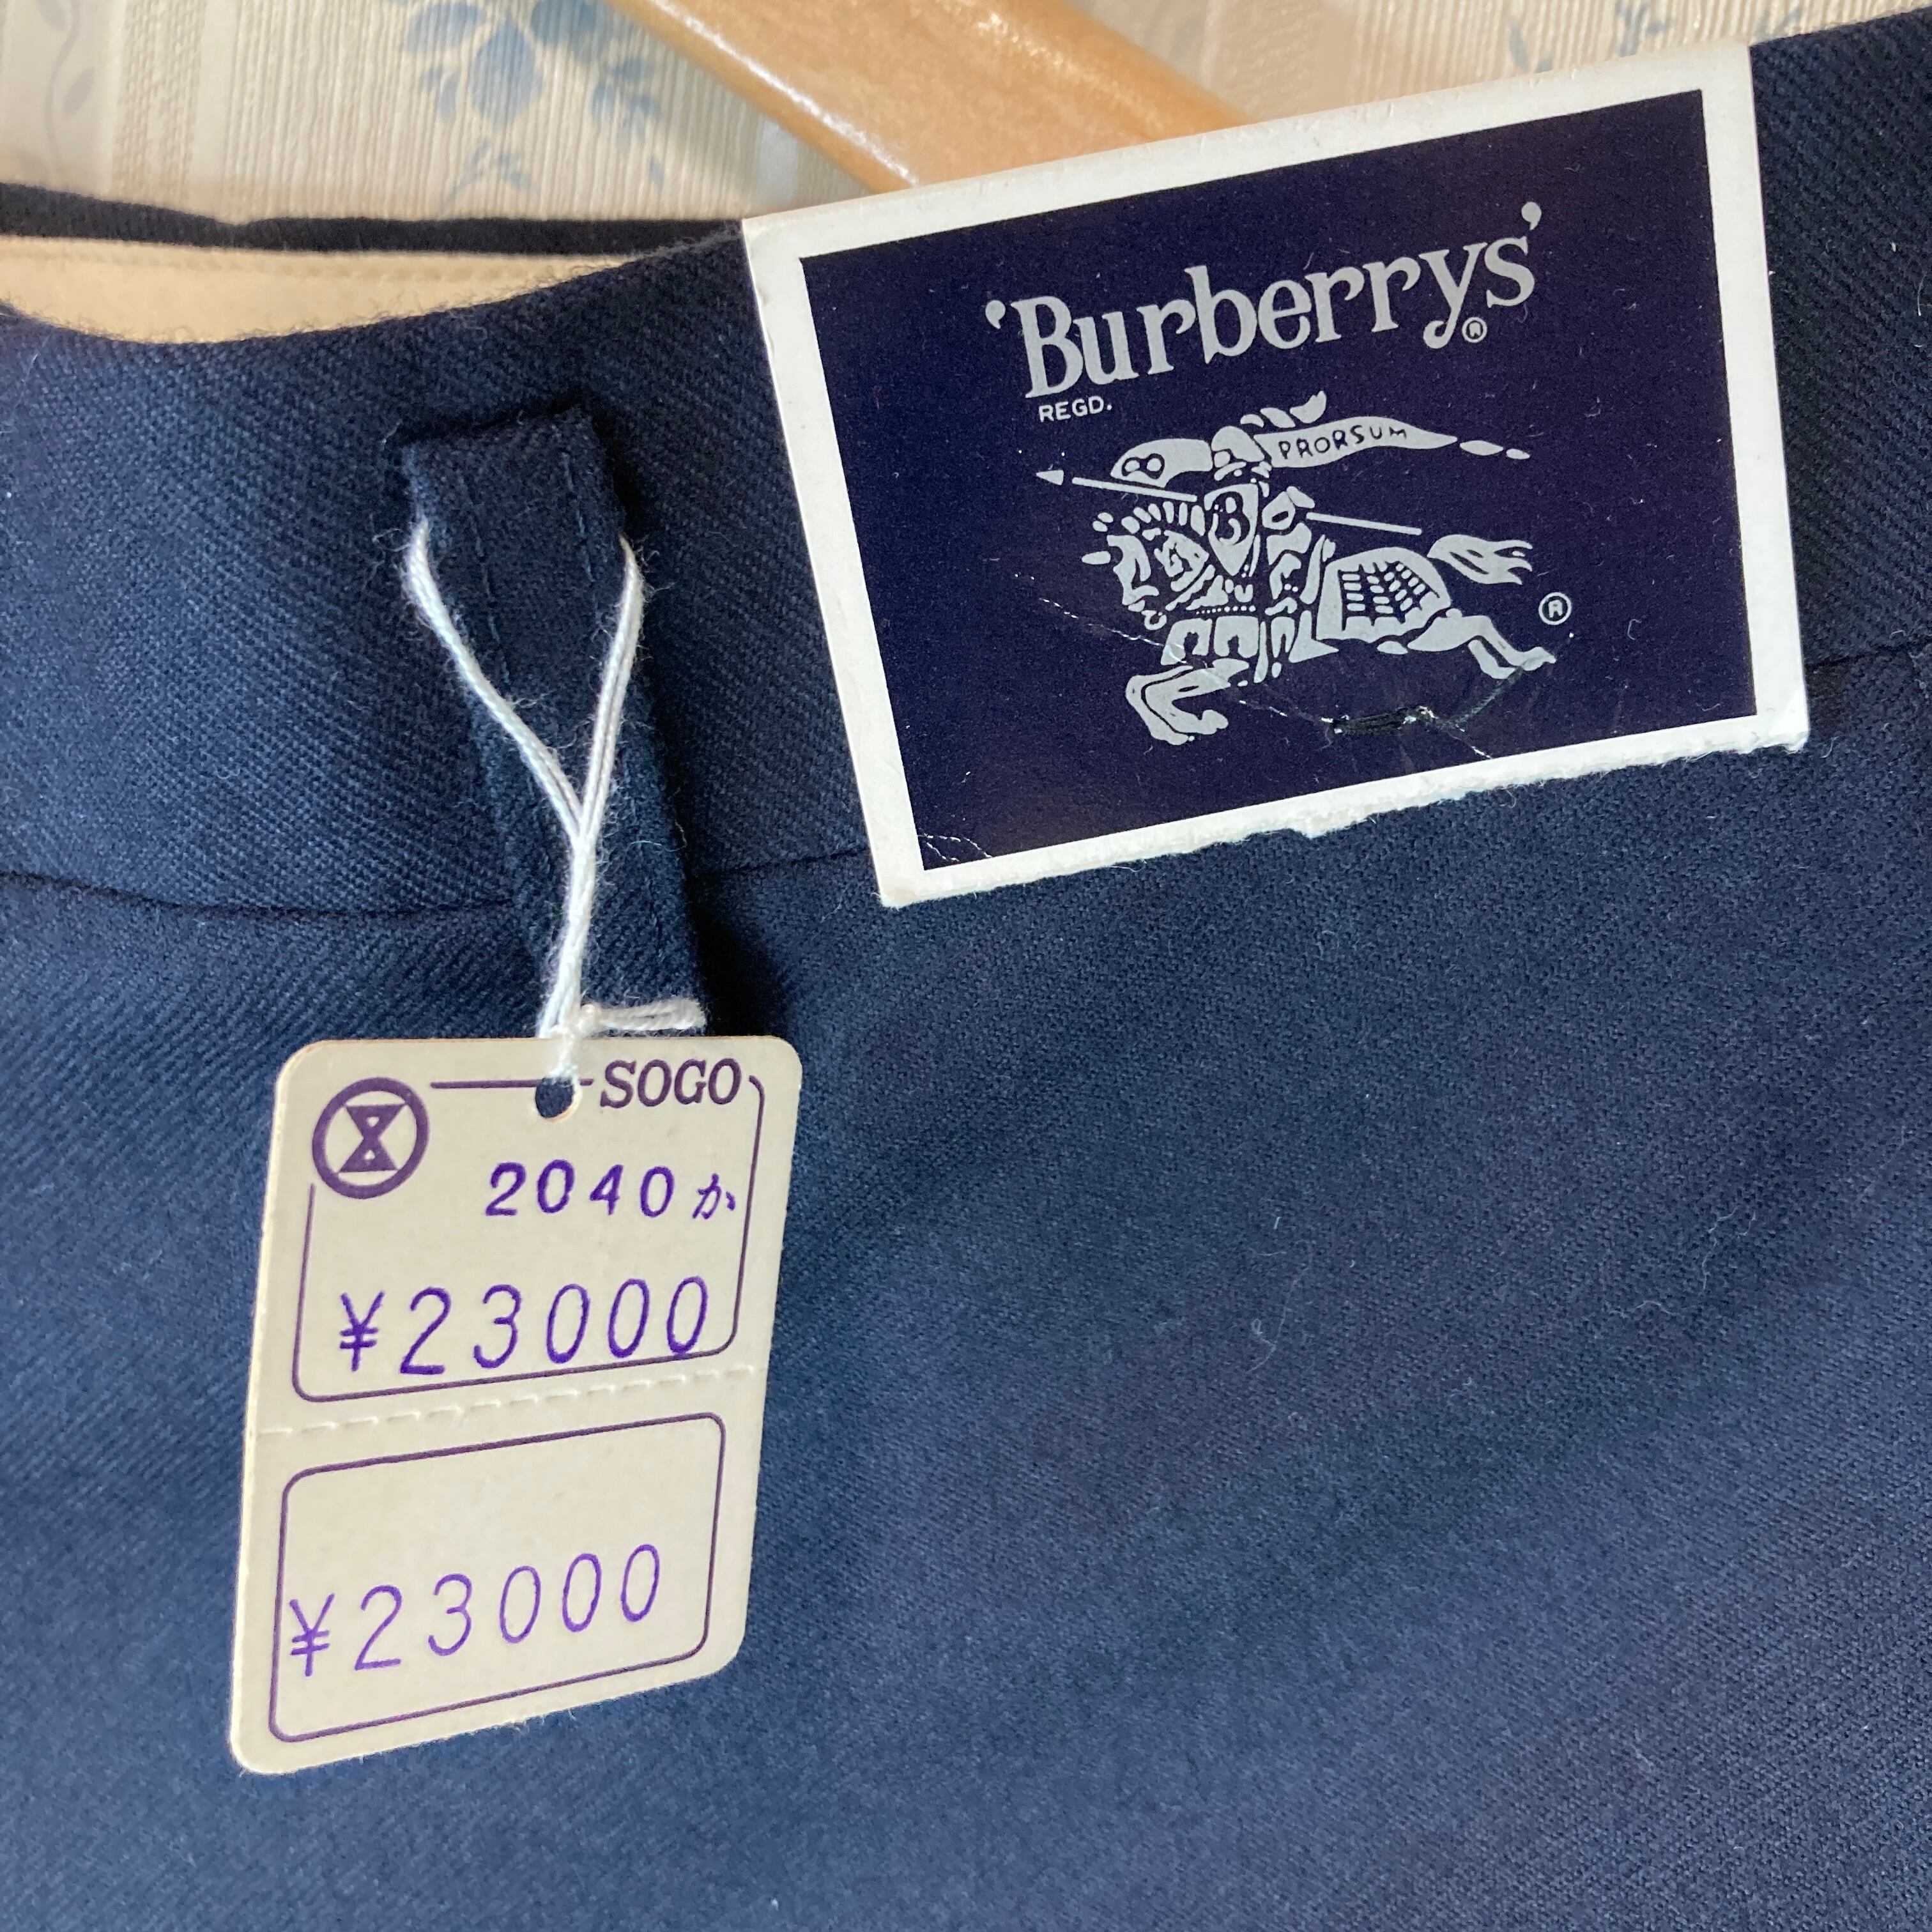 'Burberrys'®
REGD.
PRORSUM
B
®
SOGO
2040か
¥23000
¥23000